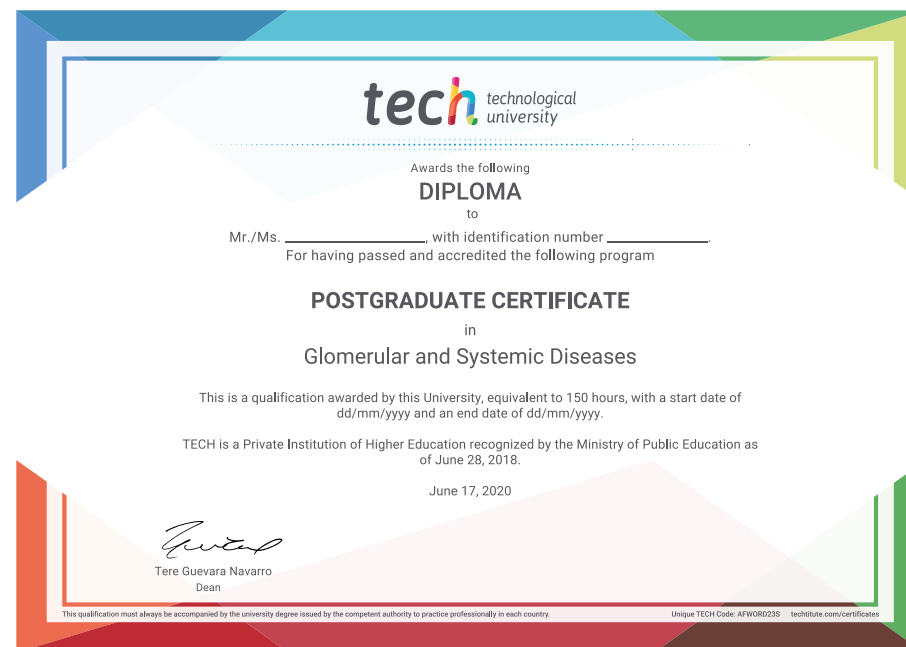 tech technological
university
Awards the following
DIPLOMA
to
Mr./Ms. ____________________, with identification number ______________.
For having passed and accredited the following program
POSTGRADUATE CERTIFICATE
in
Glomerular and Systemic Diseases
This is a qualification awarded by this University, equivalent to 150 hours, with a start date of
dd/mm/yyyy and an end date of dd/mm/yyyy.
TECH is a Private Institution of Higher Education recognized by the Ministry of Public Education as
of June 28, 2018.
June 17, 2020
Tere Guevara Navarro
Dean
This qualification must always be accompanied by the university degree issued by the competent authority to practice professionally in each country. Unique TECH Code: AFWORD23S techtitute.com/certificates